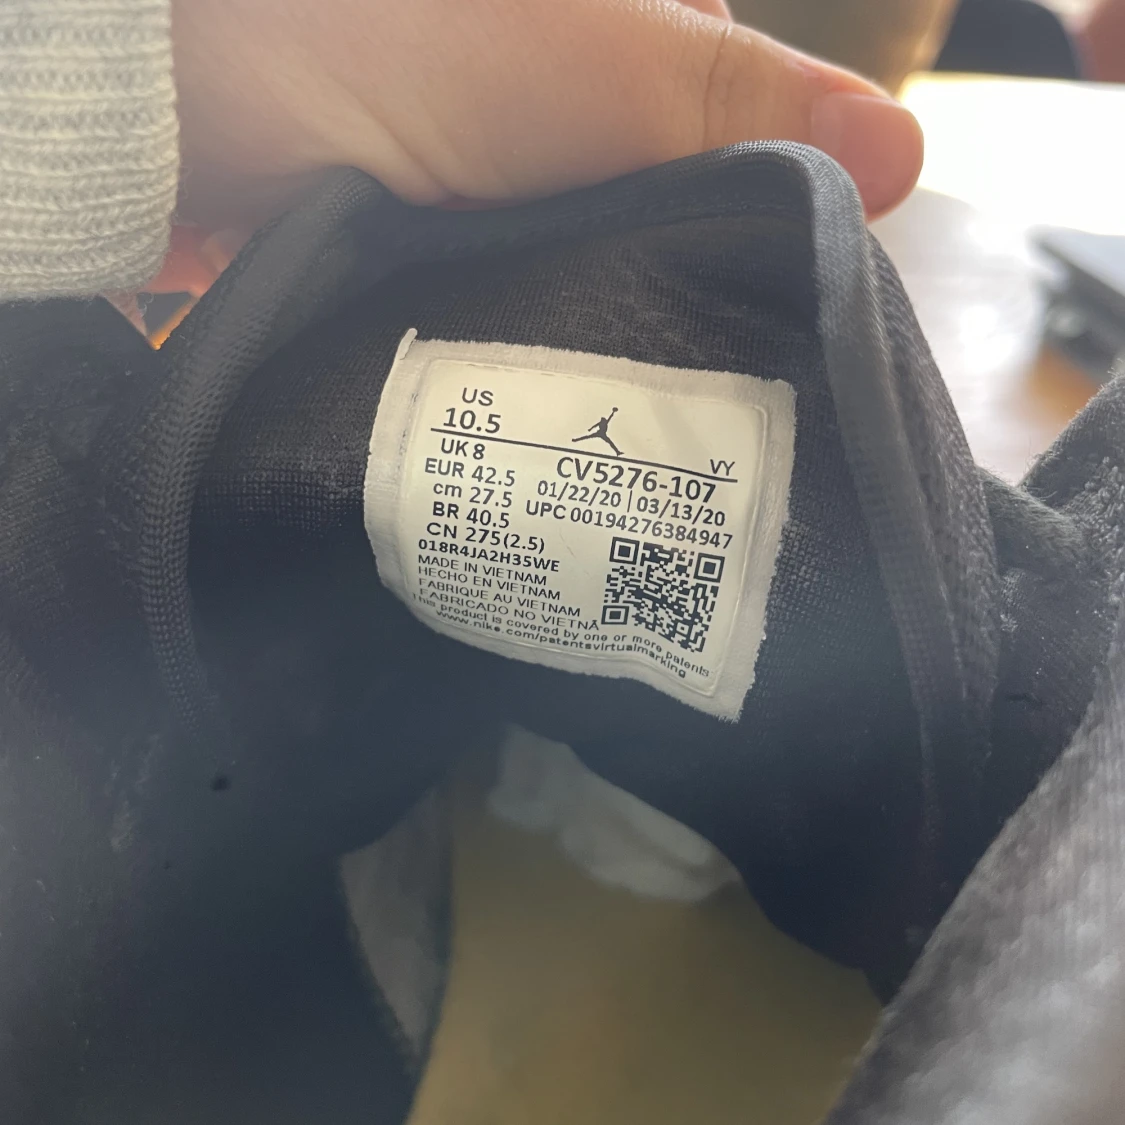 US
10.5
VY
UK 8
CV5276-107
EUR 42.5
01/22/20 | 03/13/20
cm 27.5
UPC 00194276384947
BR 40.5
CN 275(2.5)
018R4JA2H35WE
MADE IN VIETNAM
HECHO EN VIETNAM
FABRIQUE AU VIETNAM
FABRICADO NO VIETNÃ
This product is covered by one or more patents
www.nike.com/patentsvirtualmarking